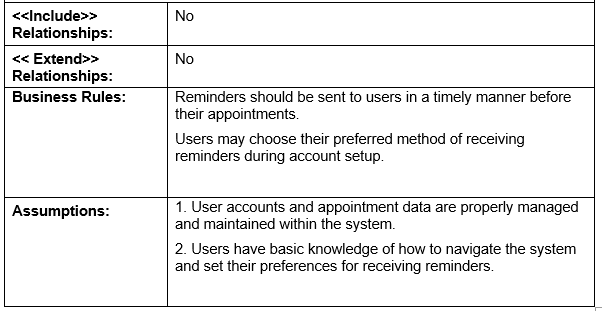 <<Include>> No
Relationships:
<< Extend>> No
Relationships:
Business Rules: Reminders should be sent to users in a timely manner before
their appointments.
Users may choose their preferred method of receiving
reminders during account setup.
Assumptions: 1. User accounts and appointment data are properly managed
and maintained within the system.
2. Users have basic knowledge of how to navigate the system
and set their preferences for receiving reminders.